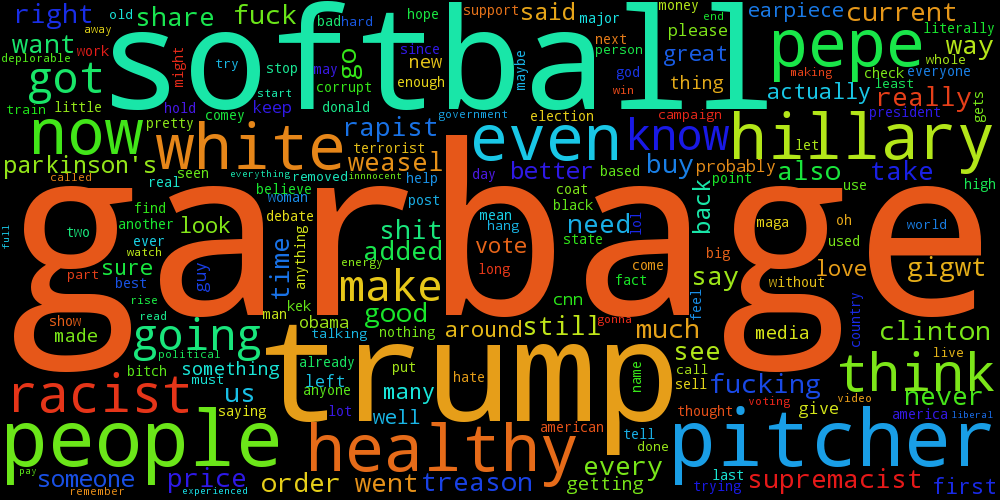 right old away share fuck bad hard hope support said money end major please earpiece current
deplorable want work might got softball go since may new corrupt enough maybe next person great thing pepe literally way whole
making check everyone least
try stop start god win actually really
train little hold comey keep donald government election campaign president gets
now pretty white rapist terrorist weasel even know hillary let
parkinson's seen everything removed innnocent day better based buy probably also take
called real believe help coat point use high
find woman post black back
another two look debate mean hang need lol maga oh used world
full ever watch shit added vote state big
sure guy time anything energy long come say without love gigwt
part best make fact feel
rise kek cnn country
show read man obama good around still gonna much media clinton
made going talking nothing
political already trump see live
bitch something put call think
must left hate name sell fucking
racist us anyone many never
saying lot well american thought voting give video america liberal
people healthy tell pitcher
done
pay someone price order went treason every last supremacist first
remember experienced getting trying
garbage